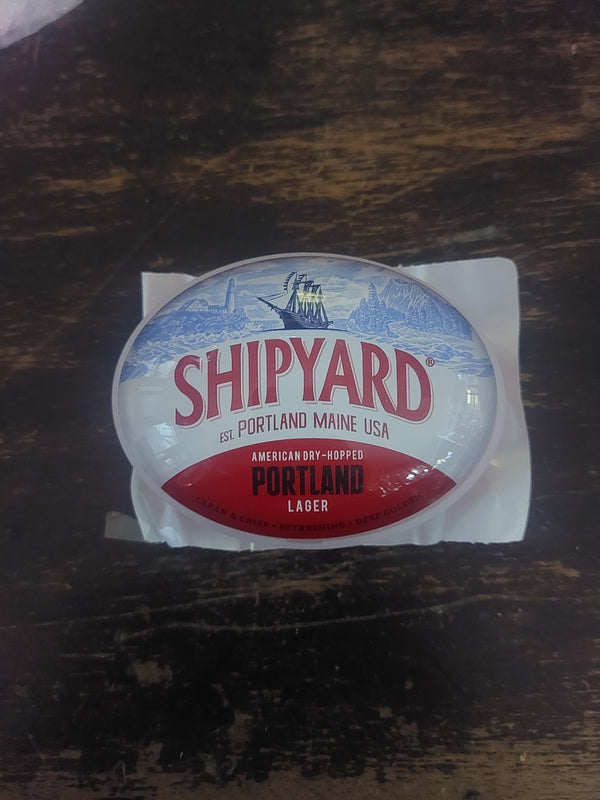 SHIPYARD®
EST. PORTLAND MAINE USA
AMERICAN DRY-HOPPED
PORTLAND
LAGER
CLEAN & CRISP • REFRESHING • DEEP GOLDEN